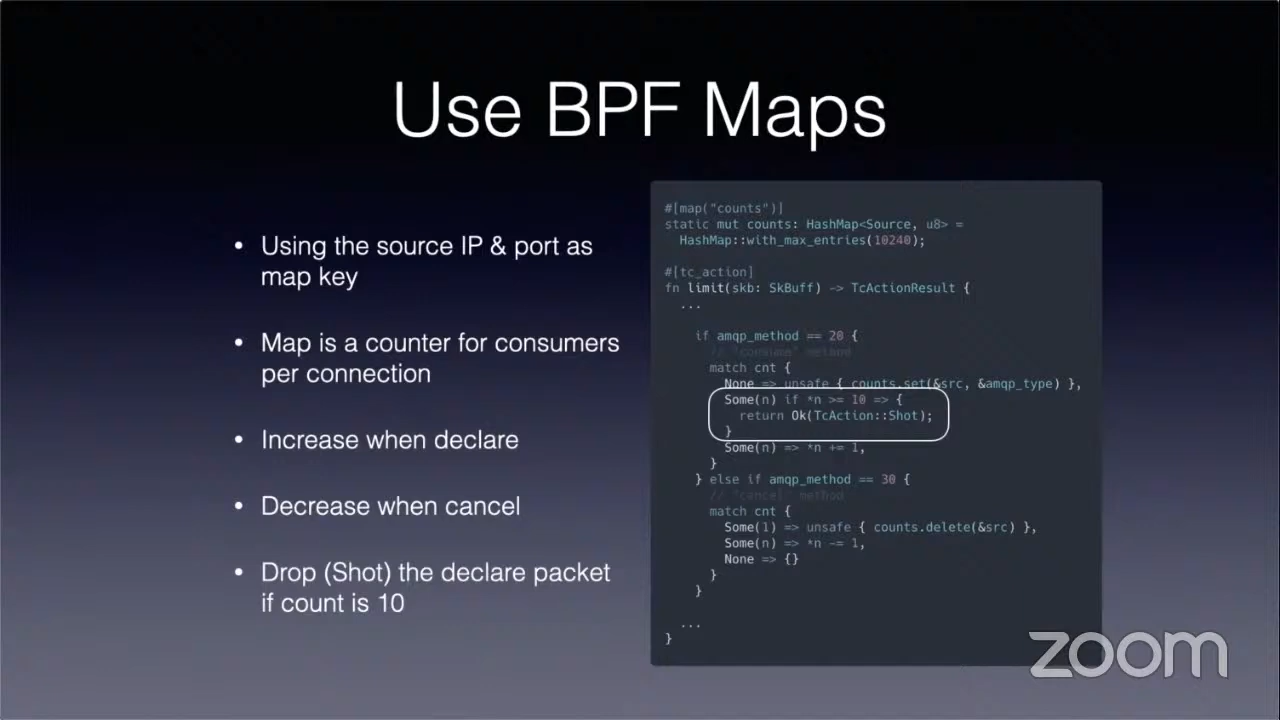 Use BPF Maps
• Using the source IP & port as
map key
• Map is a counter for consumers
per connection
• Increase when declare
• Decrease when cancel
• Drop (Shot) the declare packet
if count is 10
#[map("counts")]
static mut counts: HashMap<Source, u8> =
HashMap::with_max_entries(10240);
#[tc_action]
fn limit(skb: SkBuff) -> TcActionResult {
...
if amqp_method == 20 {
// "consume" method
match cnt {
None => unsafe { counts.set(&src, &amqp_type) },
Some(n) if *n >= 10 => {
return Ok(TcAction::Shot);
}
Some(n) => *n += 1,
}
} else if amqp_method == 30 {
// "cancel" method
match cnt {
Some(1) => unsafe { counts.delete(&src) },
Some(n) => *n -= 1,
None => {}
}
}
...
}
zoom